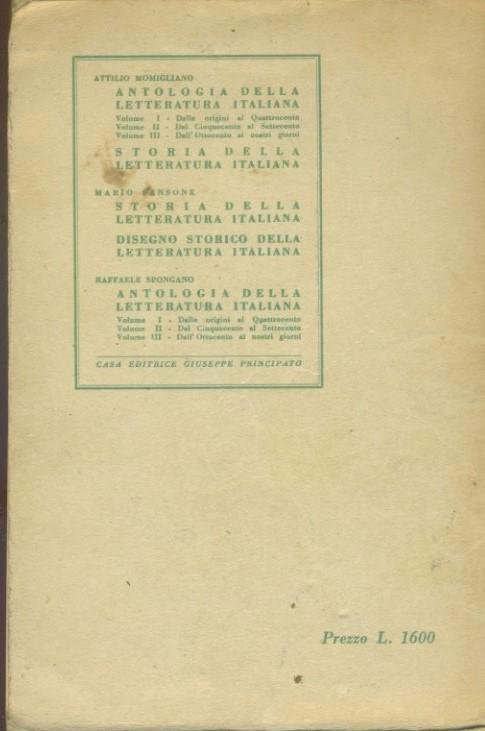 ATTILIO MOMIGLIANO
ANTOLOGIA DELLA
LETTERATURA ITALIANA
Volume I - Dalle origini al Quattrocento
Volume II - Dal Cinquecento al Settecento
Volume III - Dall'Ottocento ai nostri giorni
STORIA DELLA
LETTERATURA ITALIANA
MARIO SANSONE
STORIA DELLA
LETTERATURA ITALIANA
DISEGNO STORICO DELLA
LETTERATURA ITALIANA
RAFFAELE SPONGANO
ANTOLOGIA DELLA
LETTERATURA ITALIANA
Volume I - Dalle origini al Quattrocento
Volume II - Dal Cinquecento al Settecento
Volume III - Dall'Ottocento ai nostri giorni
CASA EDITRICE GIUSEPPE PRINCIPATO
Prezzo L. 1600